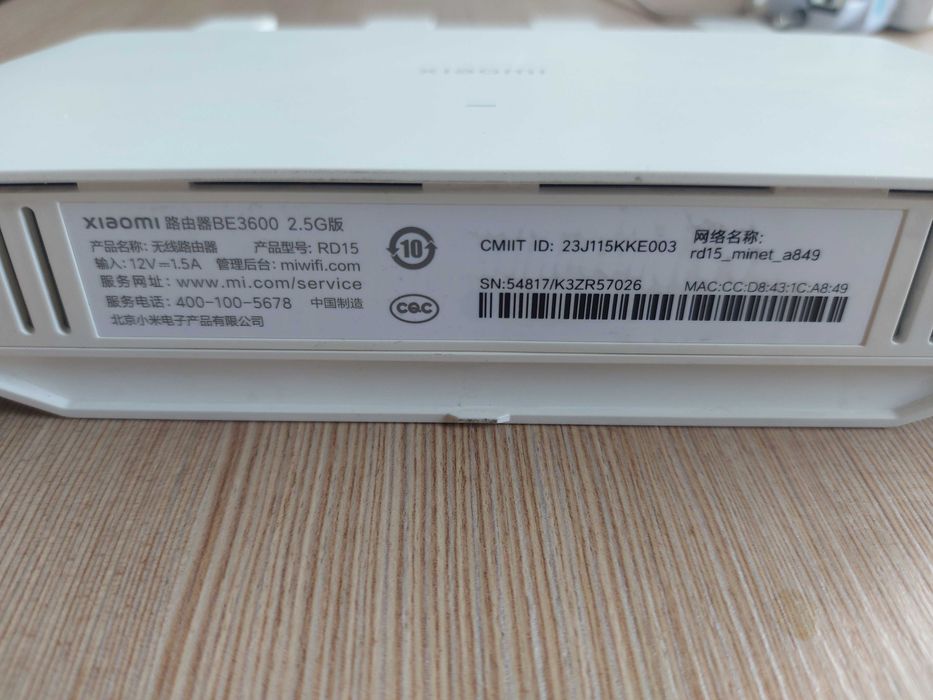 xiaomi
xiaomi 路由器BE3600 2.5G版
产品名称: 无线路由器 产品型号: RD15
输入: 12V⎓1.5A 管理后台: miwifi.com
服务网址: www.mi.com/service
服务电话: 400-100-5678 中国制造
北京小米电子产品有限公司
10
CQC
CMIIT ID: 23J115KKE003
网络名称:
rd15_minet_a849
SN:54817/K3ZR57026 MAC:CC:D8:43:1C:A8:49